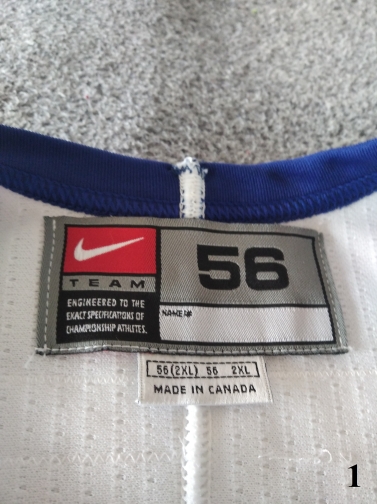 56
TEAM
ENGINEERED TO THE
EXACT SPECIFICATIONS OF
CHAMPIONSHIP ATHLETES.
NAME/#
56(2XL) 56 2XL
MADE IN CANADA
1